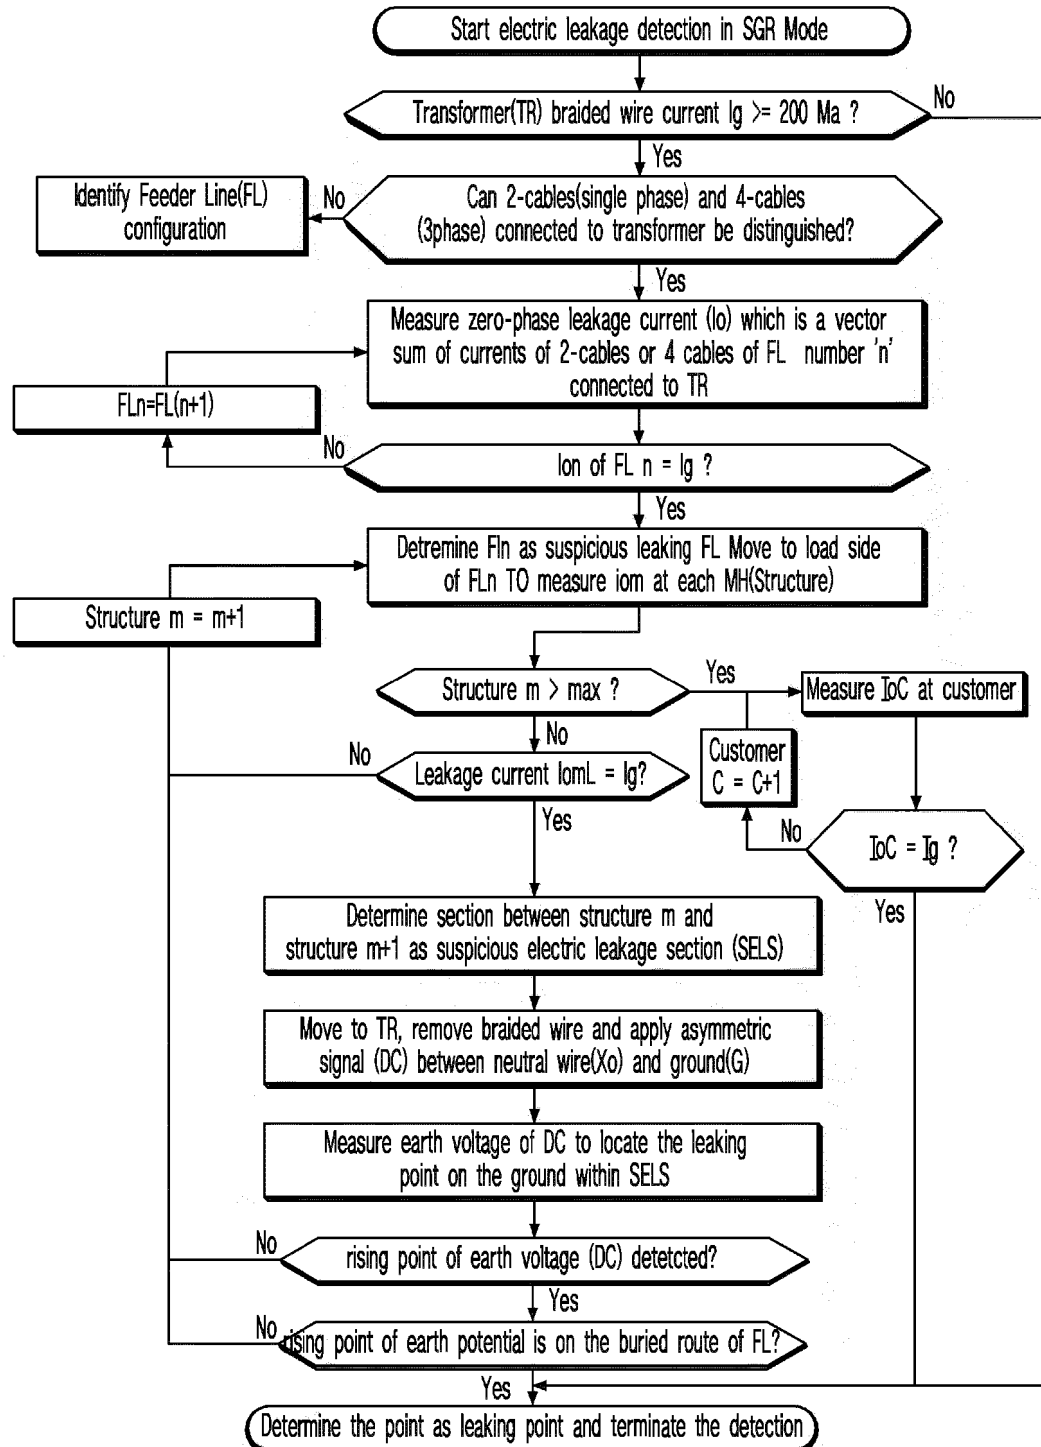 Start electric leakage detection in SGR Mode
Transformer(TR) braided wire current Ig >= 200 Ma ?
No
Yes
Identify Feeder Line(FL)
configuration
No
Can 2-cables(single phase) and 4-cables
(3phase) connected to transformer be distinguished?
Yes
Measure zero-phase leakage current (Io) which is a vector
sum of currents of 2-cables or 4 cables of FL number 'n'
connected to TR
FLn=FL(n+1)
No
Ion of FL n = Ig ?
Yes
Detremine Fln as suspicious leaking FL Move to load side
of FLn TO measure iom at each MH(Structure)
Structure m = m+1
Structure m > max ?
Yes
Measure IoC at customer
No
Customer
C = C+1
No
Leakage current IomL = Ig?
Yes
No
IoC = Ig ?
Yes
Determine section between structure m and
structure m+1 as suspicious electric leakage section (SELS)
Move to TR, remove braided wire and apply asymmetric
signal (DC) between neutral wire(Xo) and ground(G)
Measure earth voltage of DC to locate the leaking
point on the ground within SELS
No
rising point of earth voltage (DC) detetcted?
Yes
No
rising point of earth potential is on the buried route of FL?
Yes
Determine the point as leaking point and terminate the detection